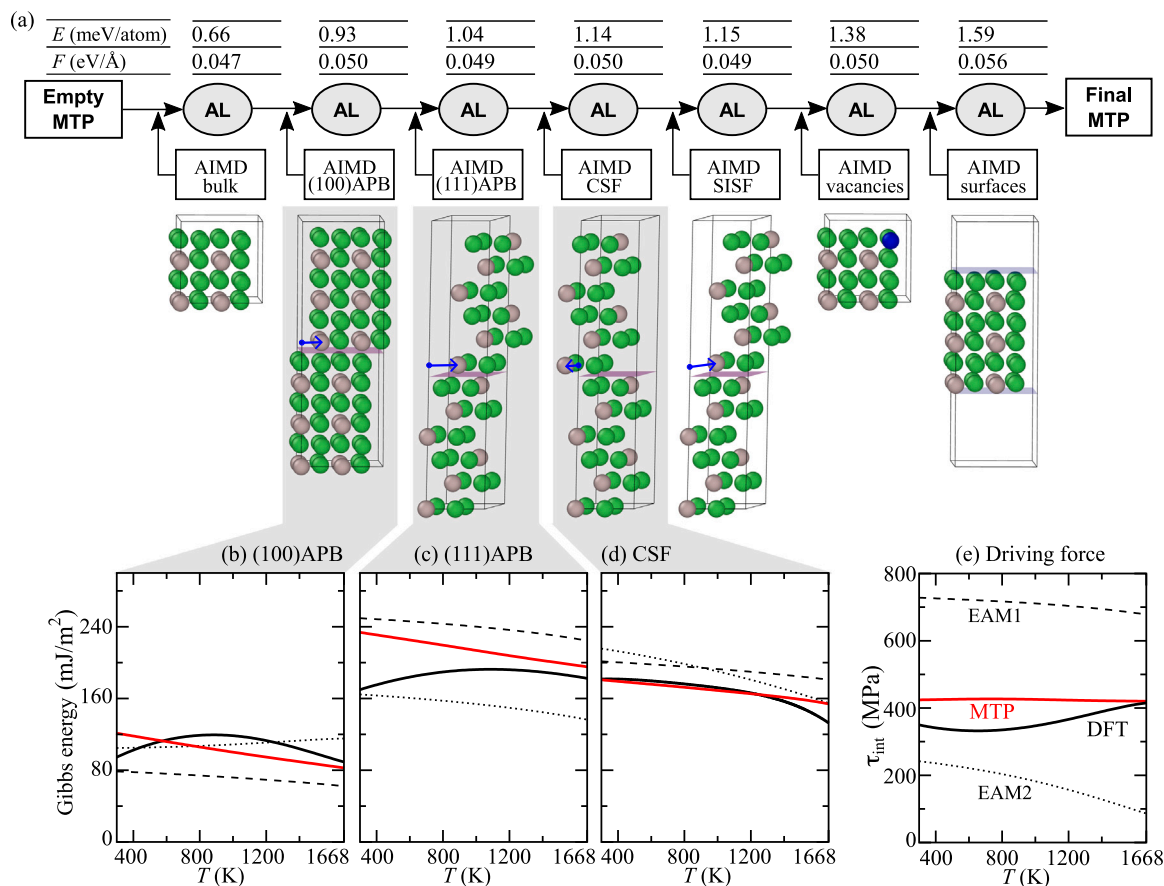 (a)
E (meV/atom) 0.66 0.93 1.04 1.14 1.15 1.38 1.59
F (eV/Å) 0.047 0.050 0.049 0.050 0.049 0.050 0.056
Empty
MTP
AL AL AL AL AL AL AL
Final
MTP
AIMD
bulk
AIMD
(100)APB
AIMD
(111)APB
AIMD
CSF
AIMD
SISF
AIMD
vacancies
AIMD
surfaces
(b) (100)APB
(c) (111)APB
(d) CSF
(e) Driving force
Gibbs energy (mJ/m²)
240
160
80
0
400 800 1200 1668
T (K)
400 800 1200 1668
T (K)
400 800 1200 1668
T (K)
τint (MPa)
800
600
400
200
0
EAM1
MTP
DFT
EAM2
400 800 1200 1668
T (K)